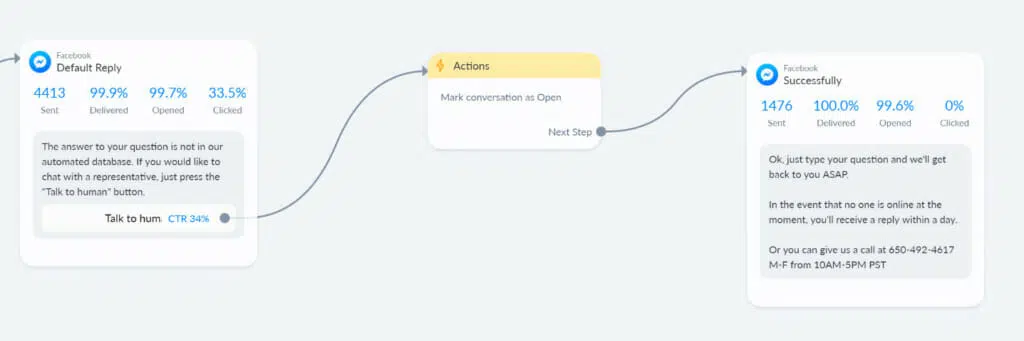 Facebook
Default Reply
4413 99.9% 99.7% 33.5%
Sent Delivered Opened Clicked
The answer to your question is not in our
automated database. If you would like to
chat with a representative, just press the
"Talk to human" button.
Talk to hum CTR 34%
Actions
Mark conversation as Open
Next Step
Facebook
Successfully
1476 100.0% 99.6% 0%
Sent Delivered Opened Clicked
Ok, just type your question and we'll get
back to you ASAP.
In the event that no one is online at the
moment, you'll receive a reply within a day.
Or you can give us a call at 650-492-4617
M-F from 10AM-5PM PST